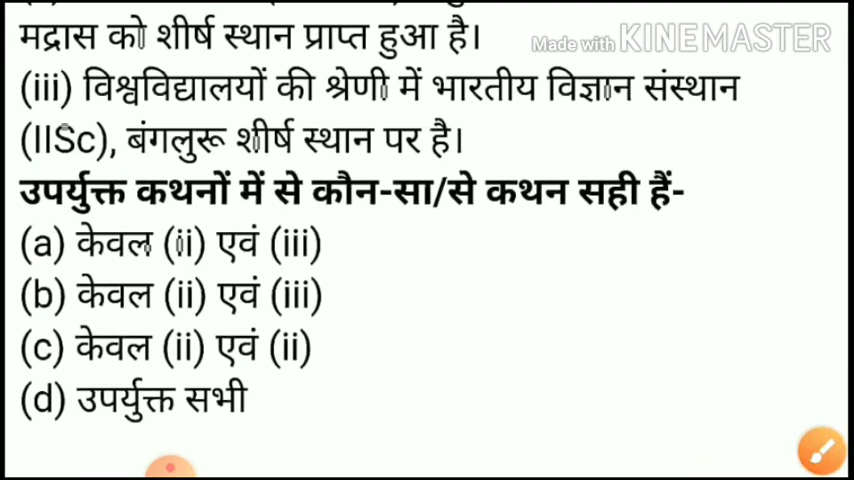 मद्रास को शीर्ष स्थान प्राप्त हुआ है।
Made with KINEMASTER
(iii) विश्वविद्यालयों की श्रेणी में भारतीय विज्ञान संस्थान
(IISc), बंगलुरू शीर्ष स्थान पर है।
उपर्युक्त कथनों में से कौन-सा/से कथन सही हैं-
(a) केवल (ii) एवं (iii)
(b) केवल (ii) एवं (iii)
(c) केवल (ii) एवं (ii)
(d) उपर्युक्त सभी